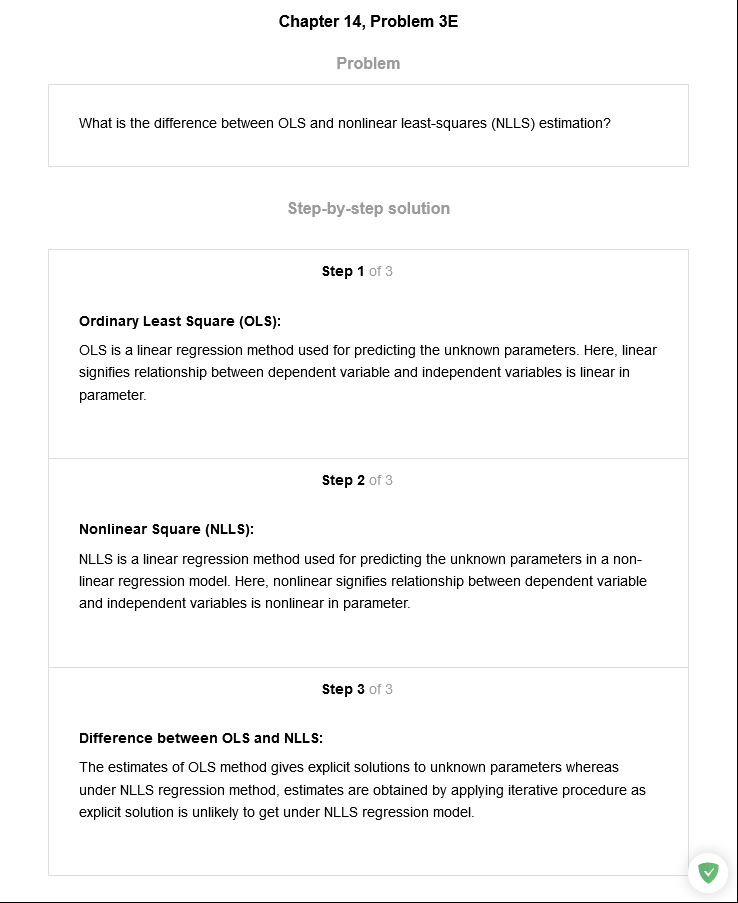 Chapter 14, Problem 3E
Problem
What is the difference between OLS and nonlinear least-squares (NLLS) estimation?
Step-by-step solution
Step 1 of 3
Ordinary Least Square (OLS):
OLS is a linear regression method used for predicting the unknown parameters. Here, linear
signifies relationship between dependent variable and independent variables is linear in
parameter.
Step 2 of 3
Nonlinear Square (NLLS):
NLLS is a linear regression method used for predicting the unknown parameters in a non-
linear regression model. Here, nonlinear signifies relationship between dependent variable
and independent variables is nonlinear in parameter.
Step 3 of 3
Difference between OLS and NLLS:
The estimates of OLS method gives explicit solutions to unknown parameters whereas
under NLLS regression method, estimates are obtained by applying iterative procedure as
explicit solution is unlikely to get under NLLS regression model.